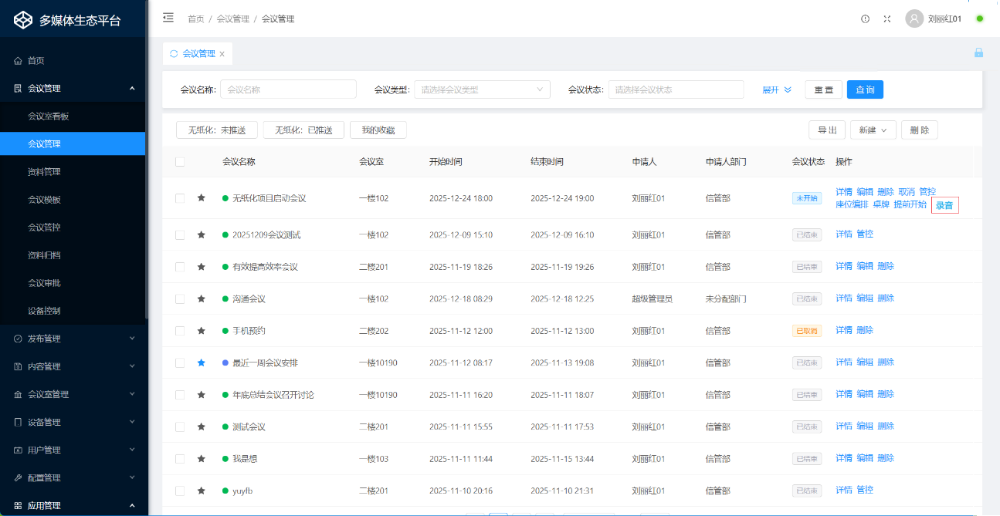 多媒体生态平台
首页 / 会议管理 / 会议管理
刘丽红01
首页
会议管理
会议室看板
会议管理
资料管理
会议模板
会议管控
资料归档
会议审批
设备控制
发布管理
内容管理
会议室管理
设备管理
用户管理
配置管理
应用管理
会议管理
会议名称: 会议名称 会议类型: 请选择会议类型 会议状态: 请选择会议状态 展开 重 置 查 询
无纸化：未推送 无纸化：已推送 我的收藏 导 出 新建 删 除
会议名称 会议室 开始时间 结束时间 申请人 申请人部门 会议状态 操作
无纸化项目启动会议 一楼102 2025-12-24 18:00 2025-12-24 19:00 刘丽红01 信管部 未开始 详情 编辑 删除 取消 管控
座位编排 桌牌 提前开始 录音
20251209会议测试 一楼102 2025-12-09 15:10 2025-12-09 16:10 刘丽红01 信管部 已结束 详情 管控
有效提高效率会议 二楼201 2025-11-19 18:26 2025-11-19 19:26 刘丽红01 信管部 已结束 详情 编辑 删除
沟通会议 一楼102 2025-12-18 08:29 2025-12-18 12:25 超级管理员 未分配部门 已结束 详情 编辑 删除
手机预约 二楼202 2025-11-12 12:00 2025-11-12 13:00 刘丽红01 信管部 已取消 详情 删除
最近一周会议安排 一楼10190 2025-11-12 08:17 2025-11-13 19:08 刘丽红01 信管部 已结束 详情 编辑 删除
年底总结会议召开讨论 一楼10190 2025-11-11 16:20 2025-11-11 18:07 刘丽红01 信管部 已结束 详情 编辑 删除
测试会议 二楼201 2025-11-11 15:55 2025-11-11 17:53 刘丽红01 信管部 已结束 详情 编辑 删除
我是想 一楼103 2025-11-11 11:44 2025-11-15 13:44 刘丽红01 信管部 已结束 详情 编辑 删除
yuyfb 二楼201 2025-11-10 20:16 2025-11-10 21:31 刘丽红01 信管部 已结束 详情 管控